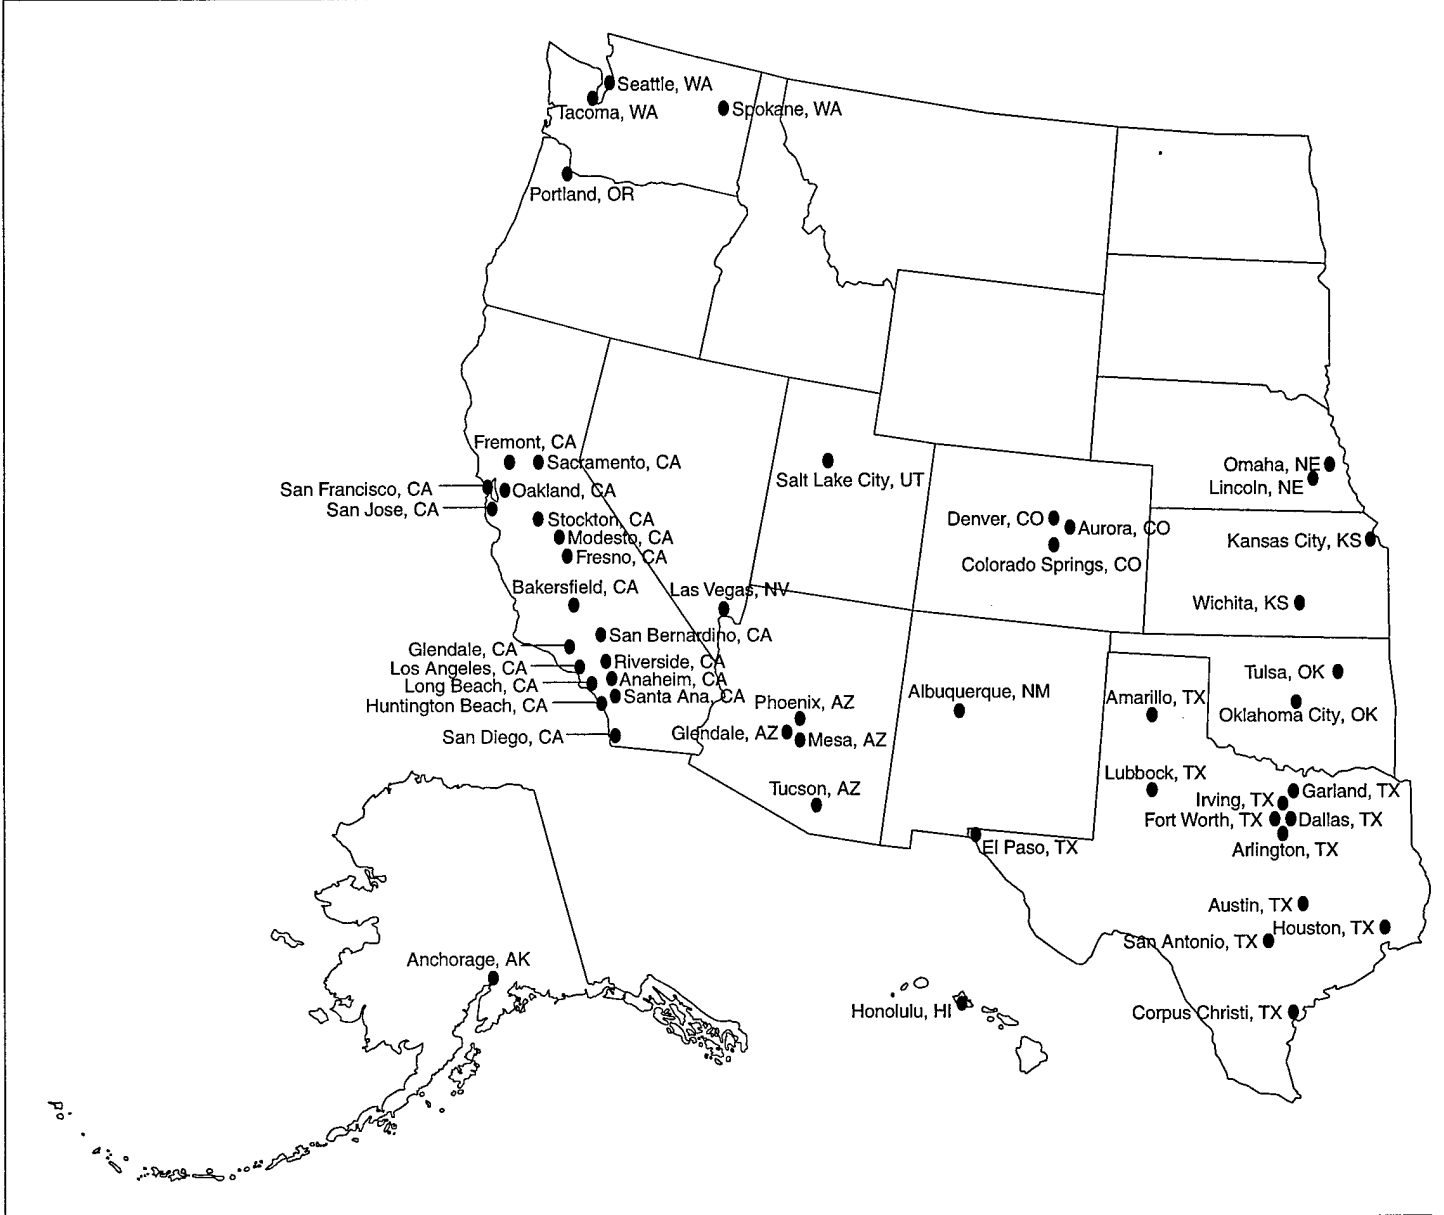 Seattle, WA
Tacoma, WA
Spokane, WA
Portland, OR
Fremont, CA
Sacramento, CA
San Francisco, CA
Oakland, CA
San Jose, CA
Stockton, CA
Modesto, CA
Fresno, CA
Bakersfield, CA
Las Vegas, NV
San Bernardino, CA
Glendale, CA
Riverside, CA
Los Angeles, CA
Anaheim, CA
Long Beach, CA
Santa Ana, CA
Huntington Beach, CA
San Diego, CA
Salt Lake City, UT
Denver, CO
Aurora, CO
Colorado Springs, CO
Omaha, NE
Lincoln, NE
Kansas City, KS
Wichita, KS
Phoenix, AZ
Glendale, AZ
Mesa, AZ
Tucson, AZ
Albuquerque, NM
Tulsa, OK
Oklahoma City, OK
Amarillo, TX
Lubbock, TX
Garland, TX
Irving, TX
Fort Worth, TX
Dallas, TX
Arlington, TX
El Paso, TX
Austin, TX
Houston, TX
San Antonio, TX
Corpus Christi, TX
Anchorage, AK
Honolulu, HI